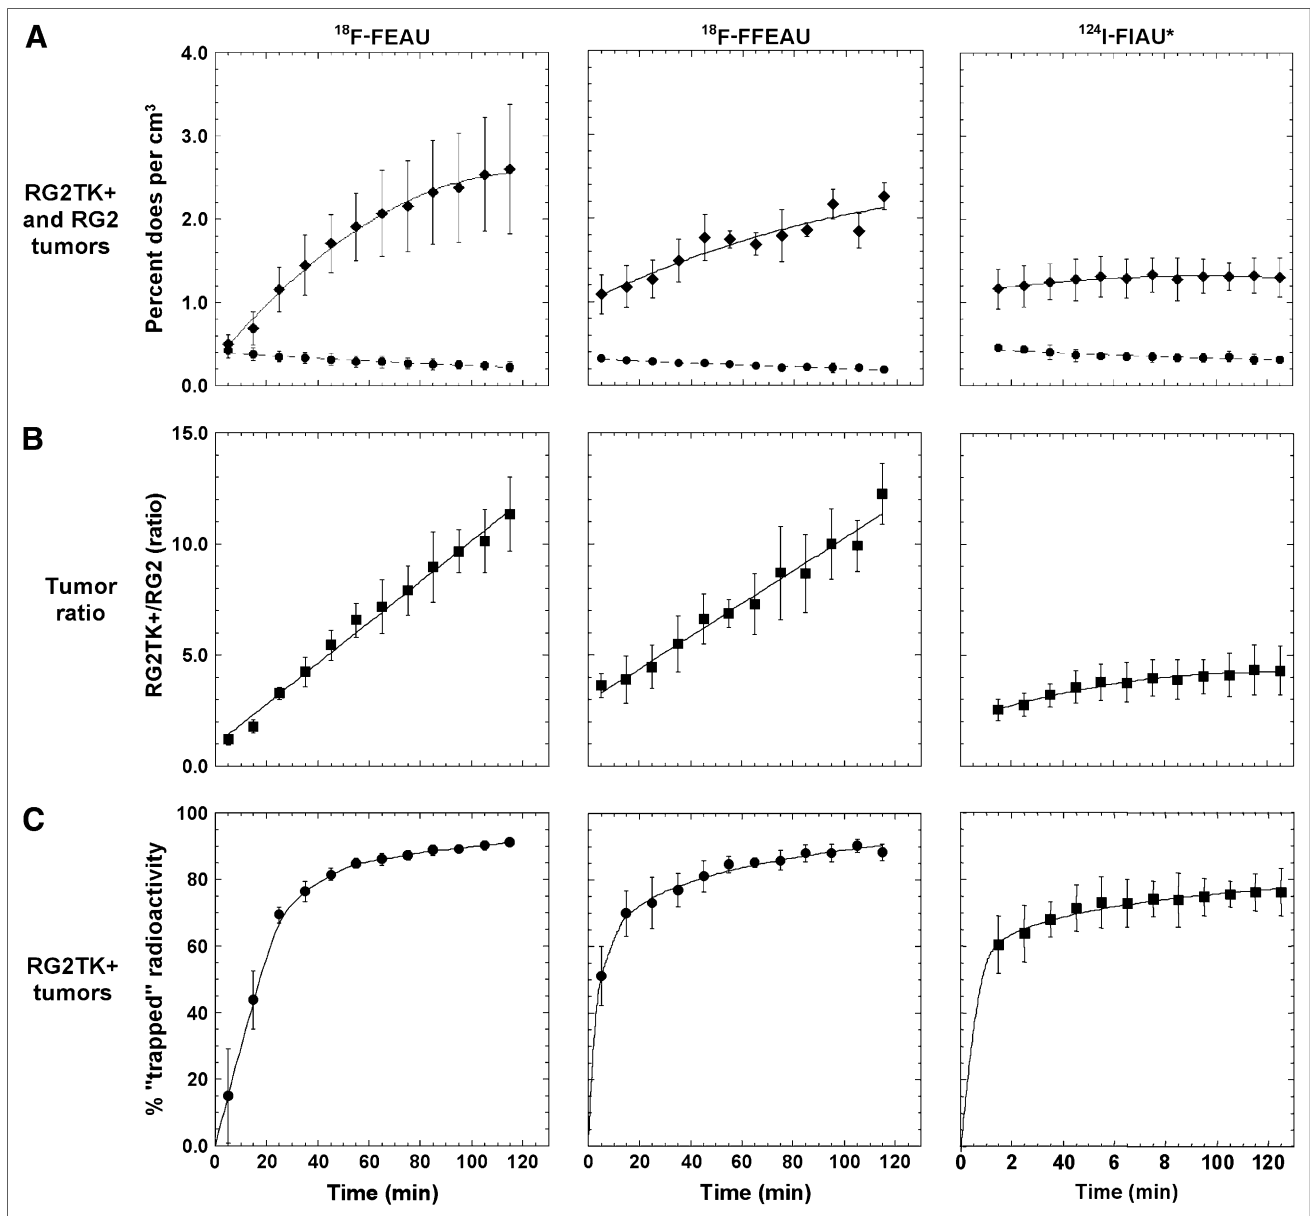 A
¹⁸F-FEAU
¹⁸F-FFEAU
¹²⁴I-FIAU*
RG2TK+
and RG2
tumors
Percent does per cm³
4.0
3.0
2.0
1.0
0.0
B
Tumor
ratio
RG2TK+/RG2 (ratio)
15.0
10.0
5.0
0.0
C
RG2TK+
tumors
% "trapped" radioactivity
100
80
60
40
20
0.0
0 20 40 60 80 100 120
0 20 40 60 80 100 120
0 2 4 6 8 100 120
Time (min)
Time (min)
Time (min)